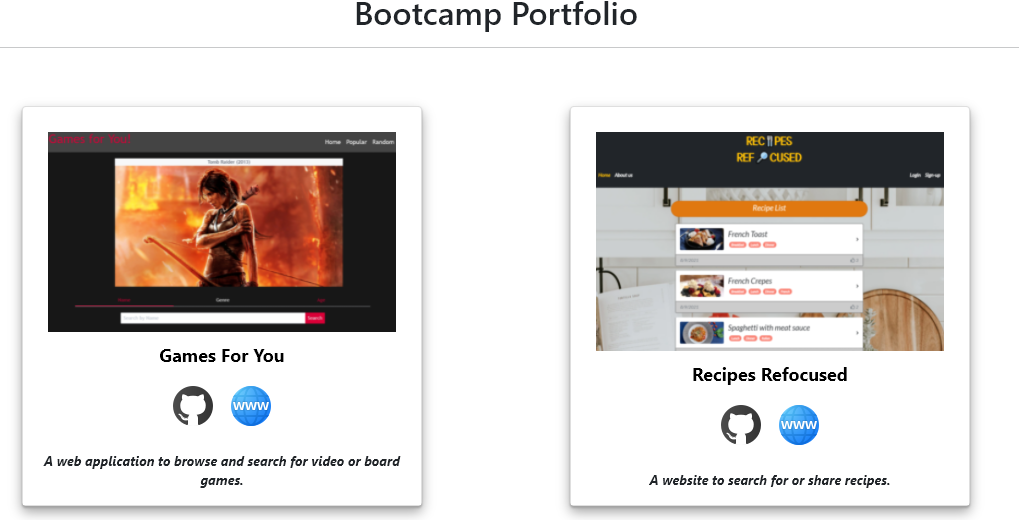 Bootcamp Portfolio
Games for You!
Home Popular Random
Tomb Raider (2013)
Games
Search by Name
Search
Games For You
WWW
A web application to browse and search for video or board
games.
REC PES
REF CUSED
Home About us
Login Sign-up
Recipe List
French Toast
French Crepes
Spaghetti with meat sauce
Recipes Refocused
WWW
A website to search for or share recipes.